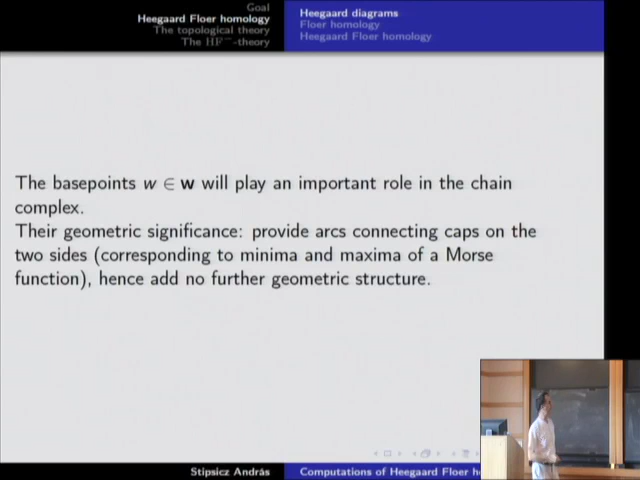 Goal
Heegaard Floer homology
The topological theory
The HF⁻-theory
Heegaard diagrams
Floer homology
Heegaard Floer homology
The basepoints w ∈ w will play an important role in the chain
complex.
Their geometric significance: provide arcs connecting caps on the
two sides (corresponding to minima and maxima of a Morse
function), hence add no further geometric structure.
Stipsicz András
Computations of Heegaard Floer h